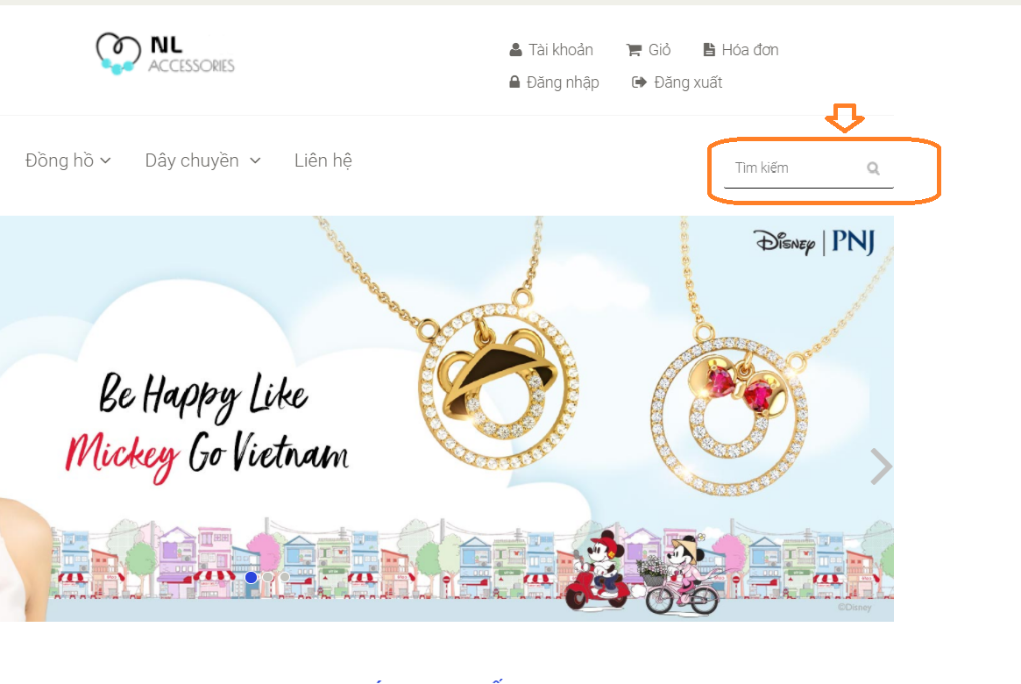 NL
ACCESSORIES
Tài khoản Giỏ Hóa đơn
Đăng nhập Đăng xuất
Đồng hồ Dây chuyền Liên hệ
Tìm kiếm
Disney | PNJ
Be Happy Like
Mickey Go Vietnam
©Disney